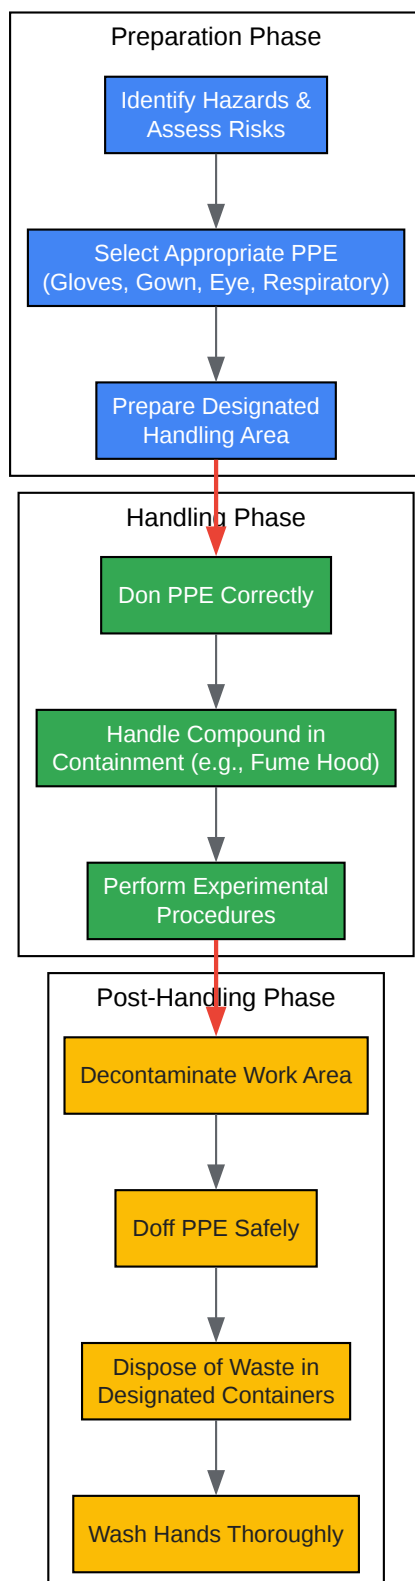 Preparation Phase
Identify Hazards &
Assess Risks
Select Appropriate PPE
(Gloves, Gown, Eye, Respiratory)
Prepare Designated
Handling Area
Handling Phase
Don PPE Correctly
Handle Compound in
Containment (e.g., Fume Hood)
Perform Experimental
Procedures
Post-Handling Phase
Decontaminate Work Area
Doff PPE Safely
Dispose of Waste in
Designated Containers
Wash Hands Thoroughly